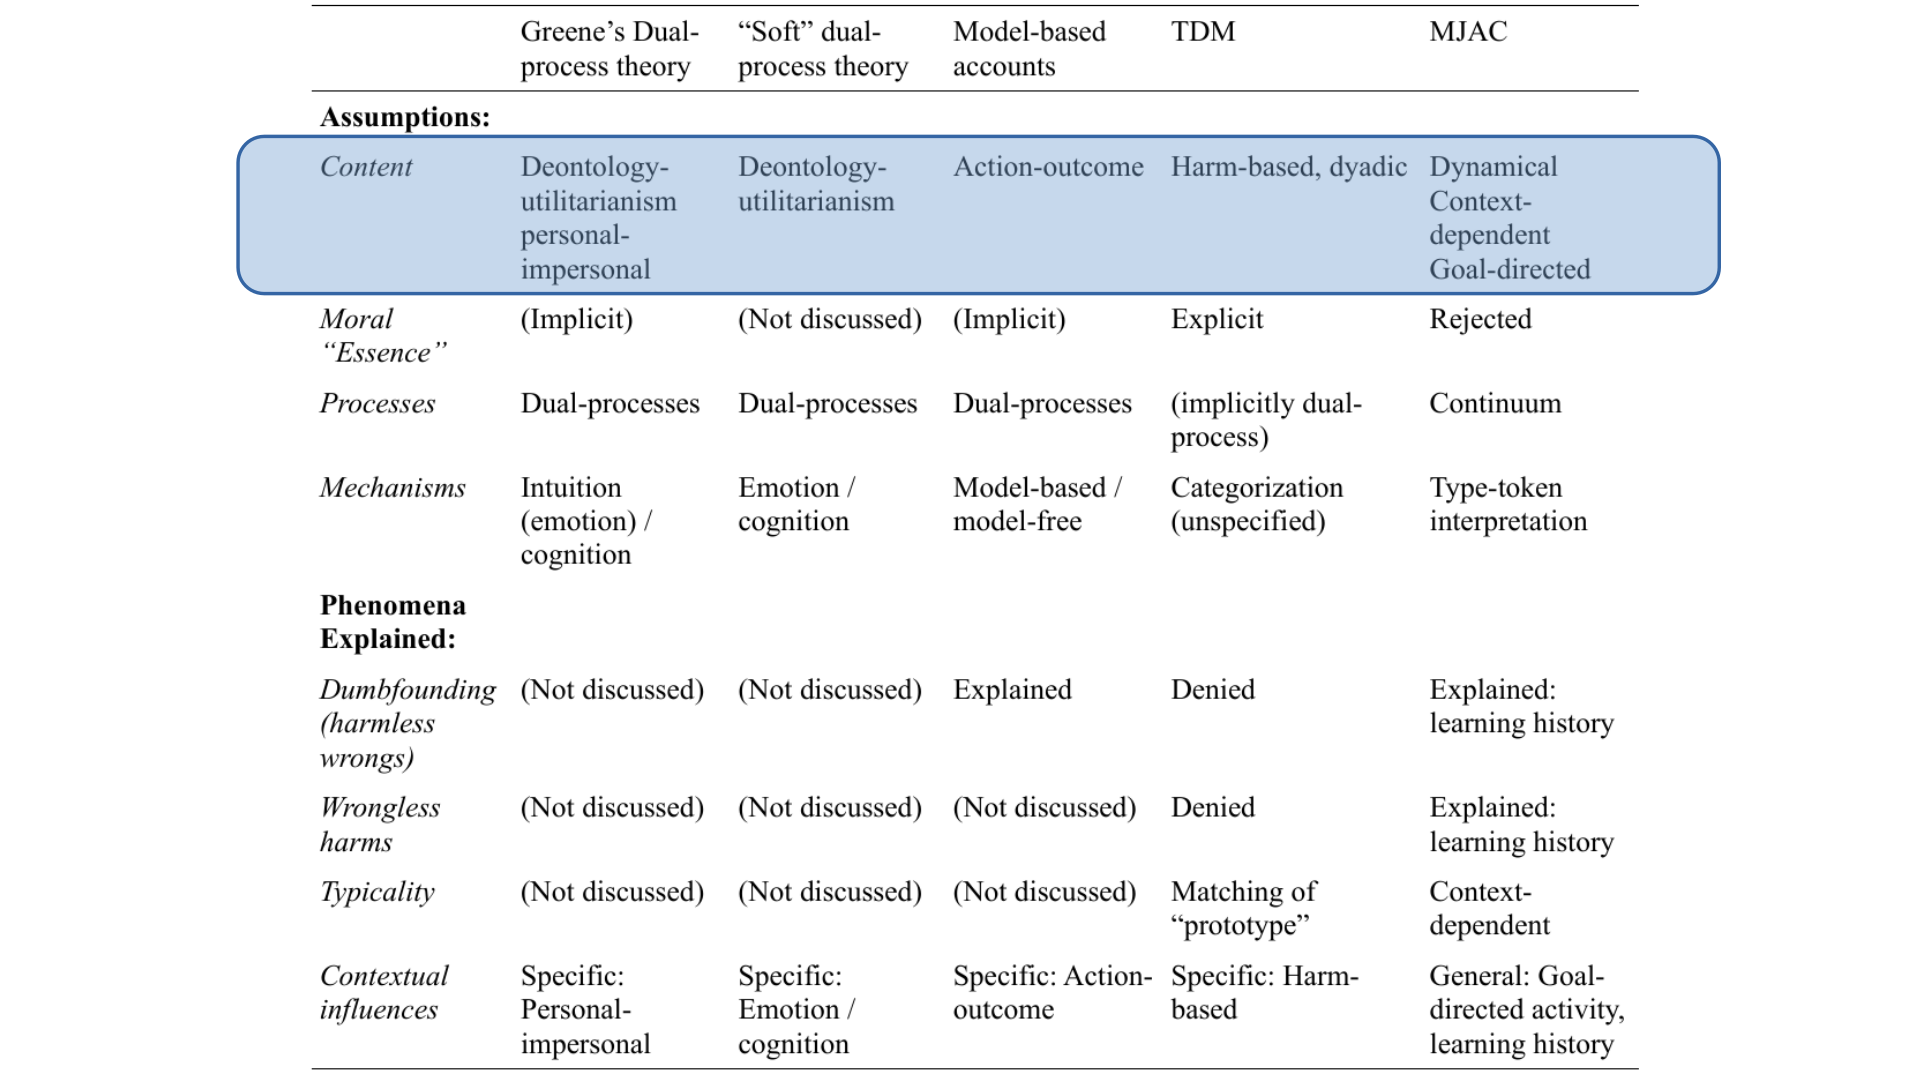 Greene’s Dual-process theory “Soft” dual-process theory Model-based accounts TDM MJAC
Assumptions:
Content Deontology- Deontology- Action-outcome Harm-based, dyadic Dynamical
utilitarianism utilitarianism Context-
personal- dependent
impersonal Goal-directed
Moral (Implicit) (Not discussed) (Implicit) Explicit Rejected
“Essence”
Processes Dual-processes Dual-processes Dual-processes (implicitly dual- Continuum
process)
Mechanisms Intuition Emotion / Model-based / Categorization Type-token
(emotion) / cognition model-free (unspecified) interpretation
cognition
Phenomena
Explained:
Dumbfounding (Not discussed) (Not discussed) Explained Denied Explained:
(harmless learning history
wrongs)
Wrongless (Not discussed) (Not discussed) (Not discussed) Denied Explained:
harms learning history
Typicality (Not discussed) (Not discussed) (Not discussed) Matching of Context-
“prototype” dependent
Contextual Specific: Specific: Specific: Action- Specific: Harm- General: Goal-
influences Personal- Emotion / outcome based directed activity,
impersonal cognition learning history